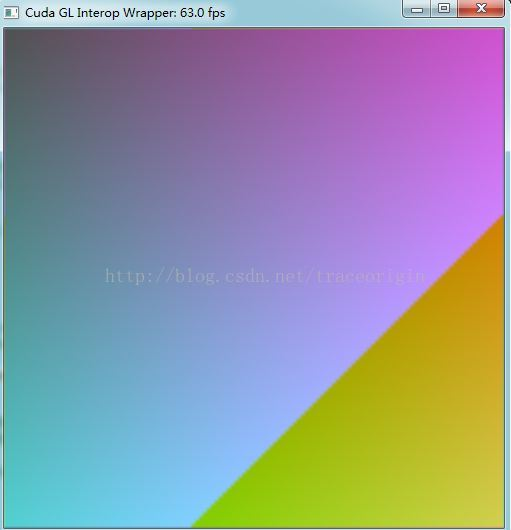 Cuda GL Interop Wrapper: 63.0 fps
http://blog.csdn.net/traceorigin